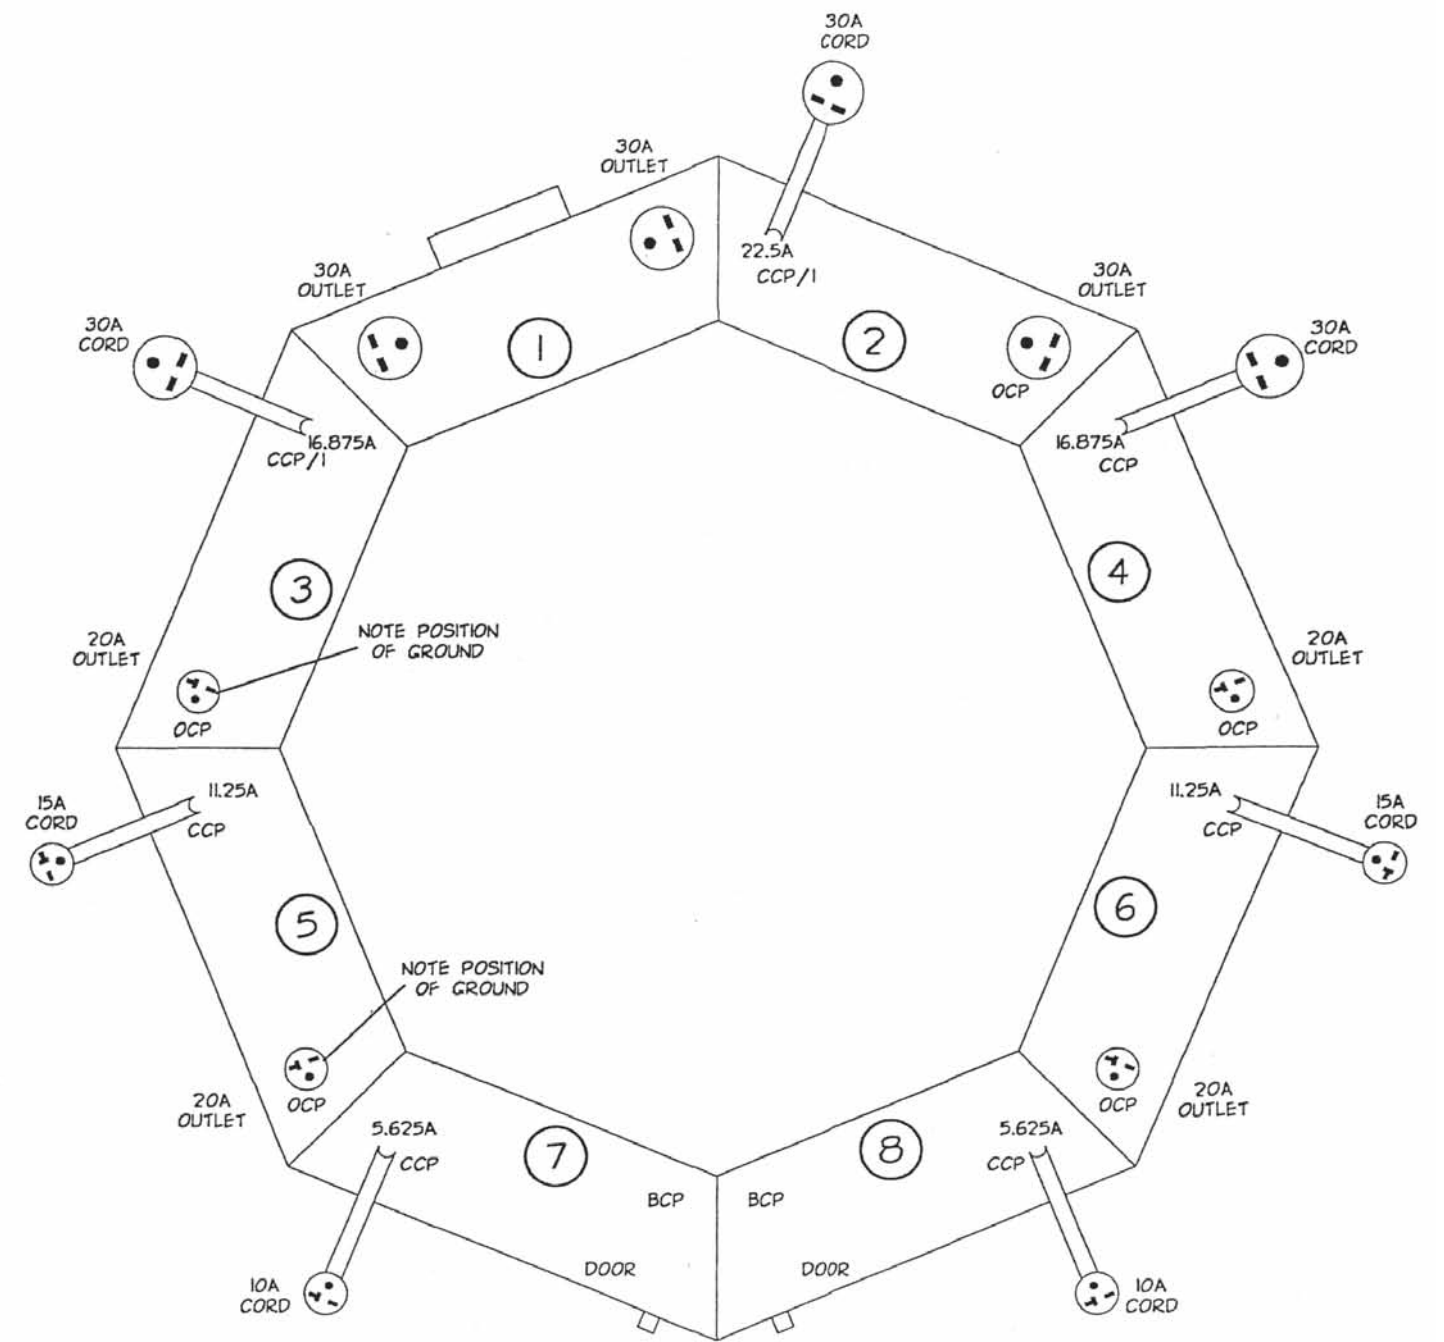 30A
CORD
30A
OUTLET
22.5A
CCP/1
30A
OUTLET
1
30A
OUTLET
2
OCP
30A
CORD
16.875A
CCP/1
30A
CORD
16.875A
CCP
3
4
NOTE POSITION
OF GROUND
20A
OUTLET
OCP
20A
OUTLET
OCP
11.25A
CCP
15A
CORD
11.25A
CCP
15A
CORD
5
6
NOTE POSITION
OF GROUND
20A
OUTLET
OCP
OCP
20A
OUTLET
5.625A
CCP
7
8
5.625A
CCP
BCP
BCP
DOOR
DOOR
10A
CORD
10A
CORD